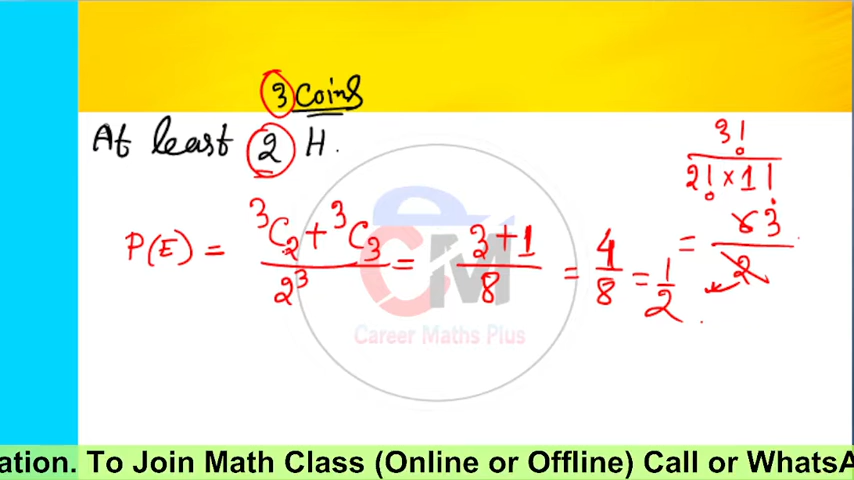 3 Coins
At least 2 H.
P(E) = (³C₂ + ³C₃) / 2³ = (3+1) / 8 = 4/8 = 1/2
3! / (2! × 1!)
= 6 3 / 2
CM
Career Maths Plus
ation. To Join Math Class (Online or Offline) Call or WhatsA